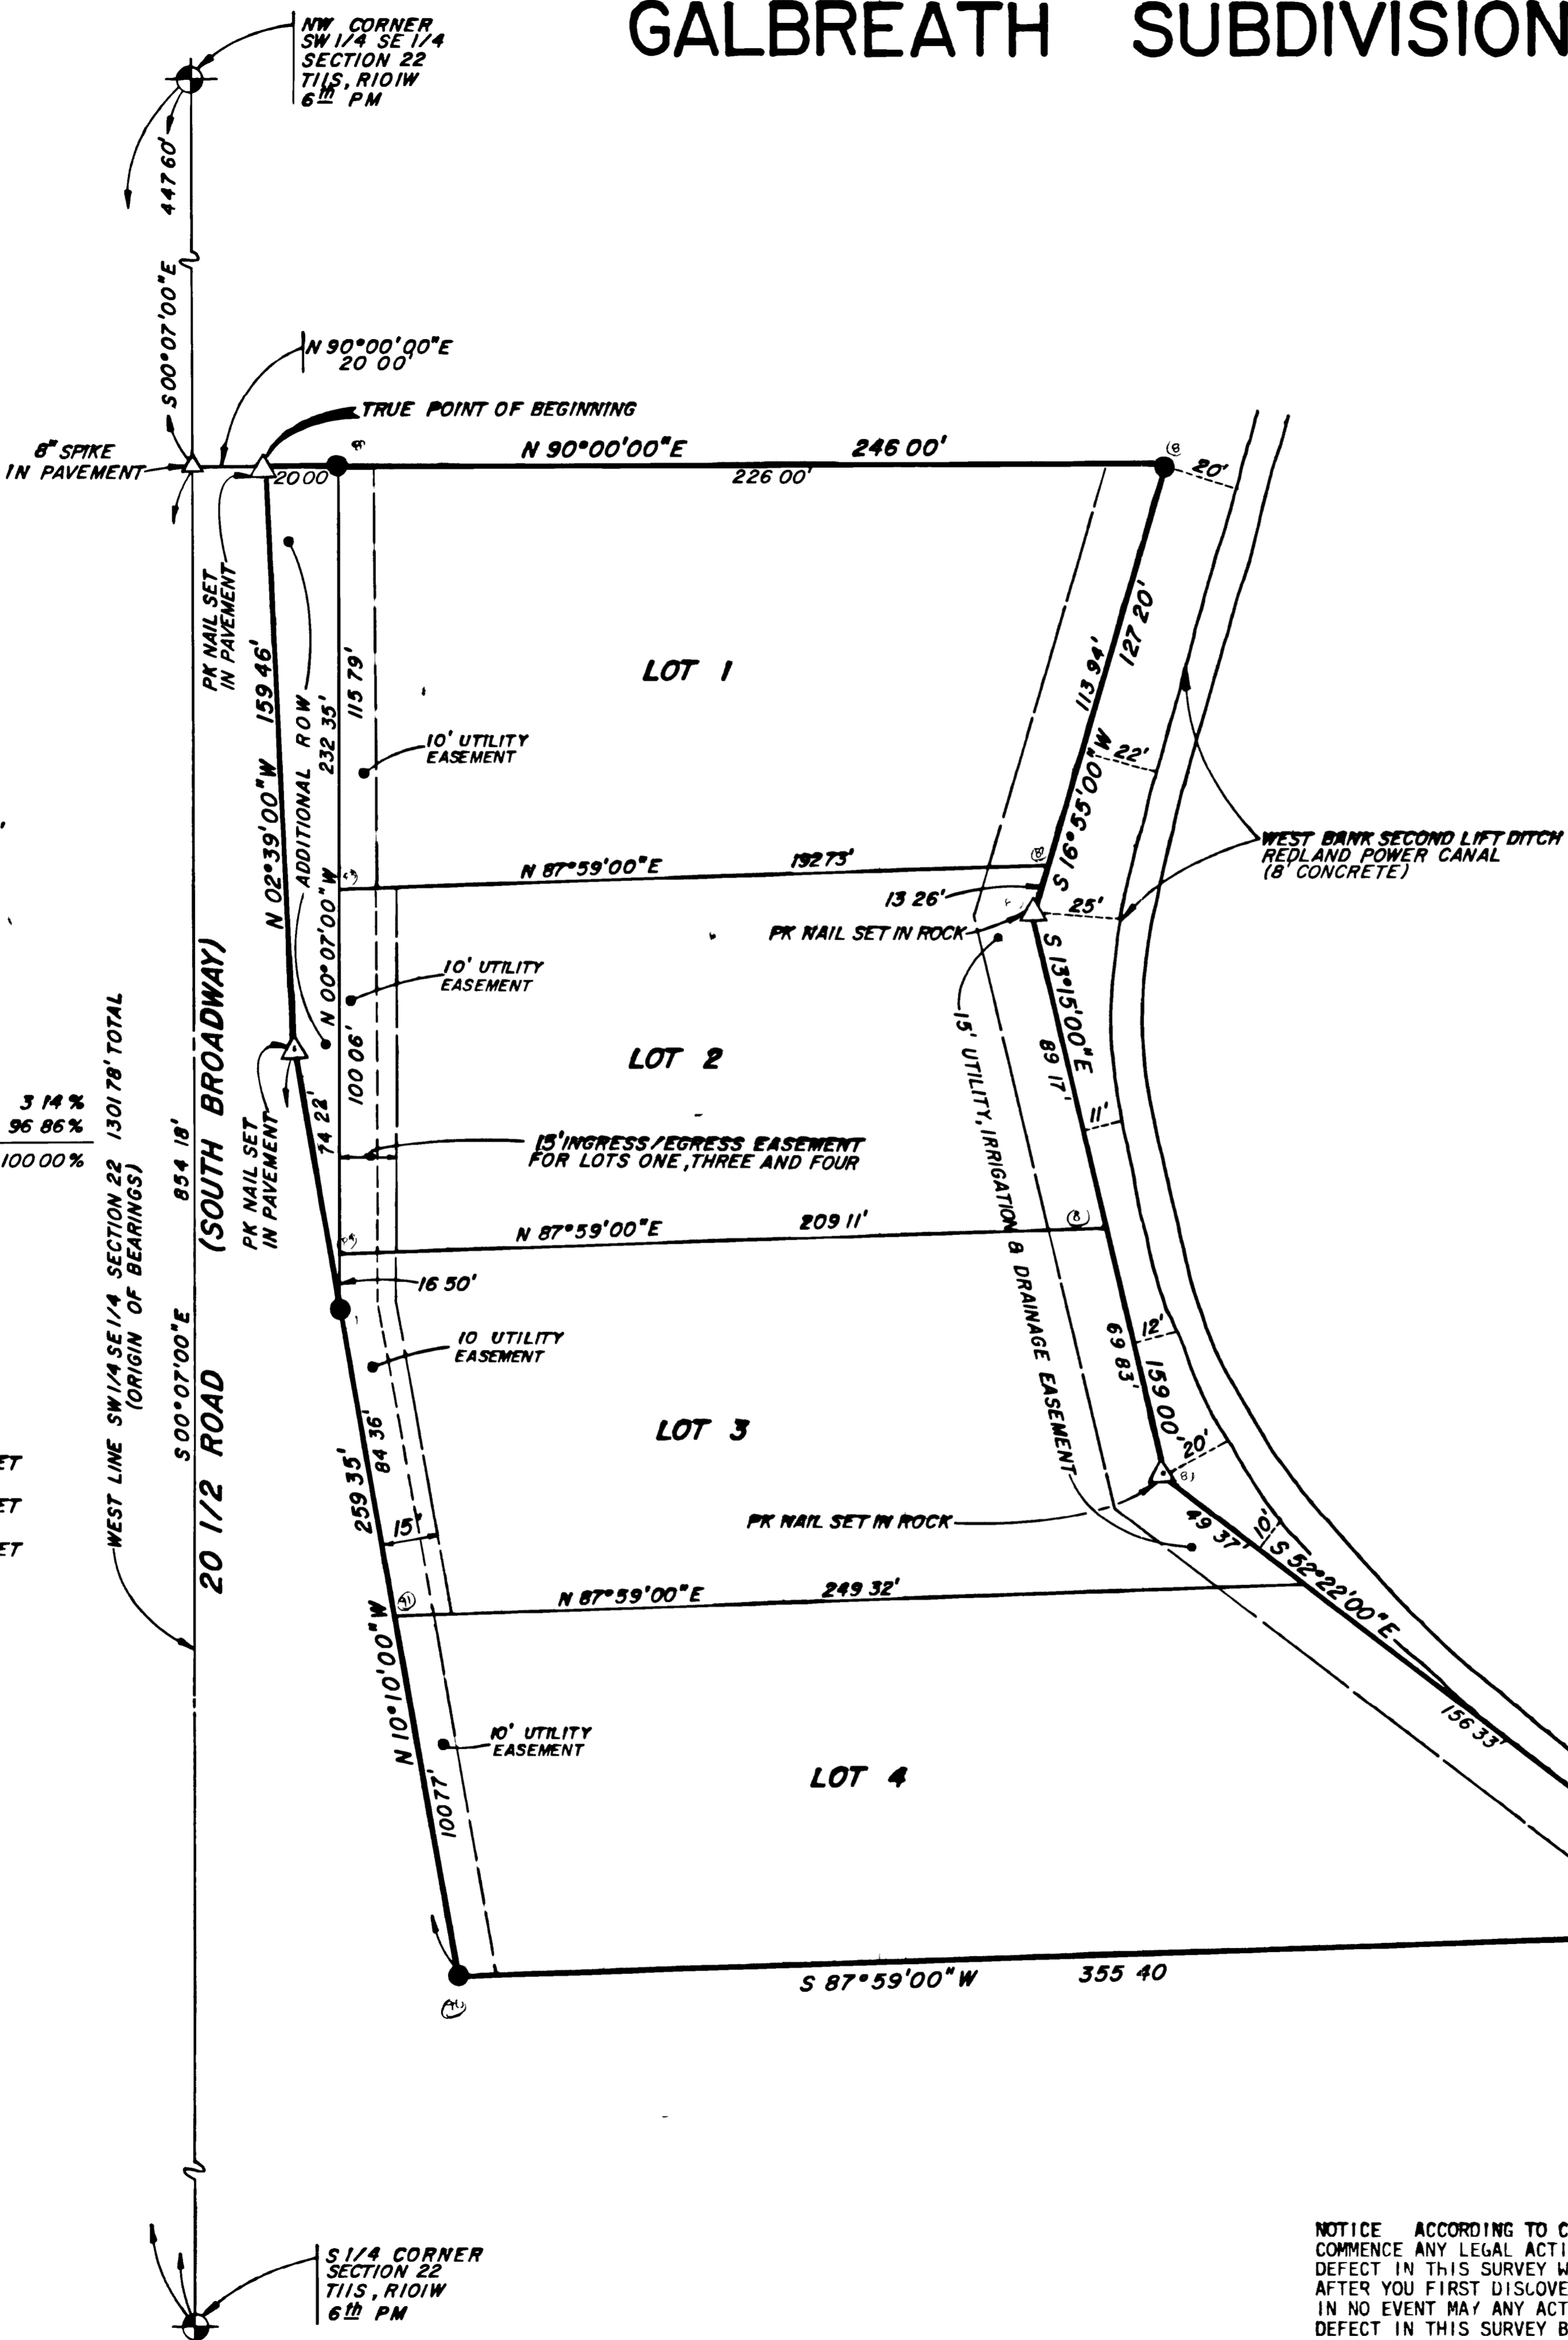 GALBREATH SUBDIVISION
NW CORNER
SW 1/4 SE 1/4
SECTION 22
T11S, R101W
6th PM
447 60'
S 00°07'00"E
N 90°00'00"E
20 00'
TRUE POINT OF BEGINNING
8" SPIKE
IN PAVEMENT
N 90°00'00"E 246 00'
20 00
226 00'
20'
PK NAIL SET
IN PAVEMENT
N 02°39'00"W 159 46'
ADDITIONAL ROW
232 35'
N 00°07'00"W
115 79'
LOT 1
10' UTILITY
EASEMENT
127 20'
113 94'
S 16°55'00"W
22'
WEST BANK SECOND LIFT DITCH
REDLAND POWER CANAL
(8' CONCRETE)
N 87°59'00"E 192 73'
13 26'
25'
PK NAIL SET IN ROCK
10' UTILITY
EASEMENT
S 13°15'00"E
89 17'
15' UTILITY, IRRIGATION & DRAINAGE EASEMENT
LOT 2
100 06'
74 22'
11'
3 14%
96 86%
100 00%
15' INGRESS/EGRESS EASEMENT
FOR LOTS ONE, THREE AND FOUR
PK NAIL SET
IN PAVEMENT
WEST LINE SW 1/4 SE 1/4 SECTION 22 1301 78' TOTAL
(ORIGIN OF BEARINGS)
S 00°07'00"E 854 18'
20 1/2 ROAD (SOUTH BROADWAY)
N 87°59'00"E 209 11'
16 50'
10 UTILITY
EASEMENT
12'
69 83'
159 00'
LOT 3
84 36'
259 35'
15'
20'
PK NAIL SET IN ROCK
49 37'
10'
S 52°22'00"E
156 33'
N 87°59'00"E 249 32'
N 10°10'00"W
100 77'
10' UTILITY
EASEMENT
LOT 4
S 87°59'00"W 355 40
S 1/4 CORNER
SECTION 22
T11S, R101W
6th PM
NOTICE ACCORDING TO C
COMMENCE ANY LEGAL ACTI
DEFECT IN THIS SURVEY W
AFTER YOU FIRST DISCOVE
IN NO EVENT MAY ANY ACT
DEFECT IN THIS SURVEY B